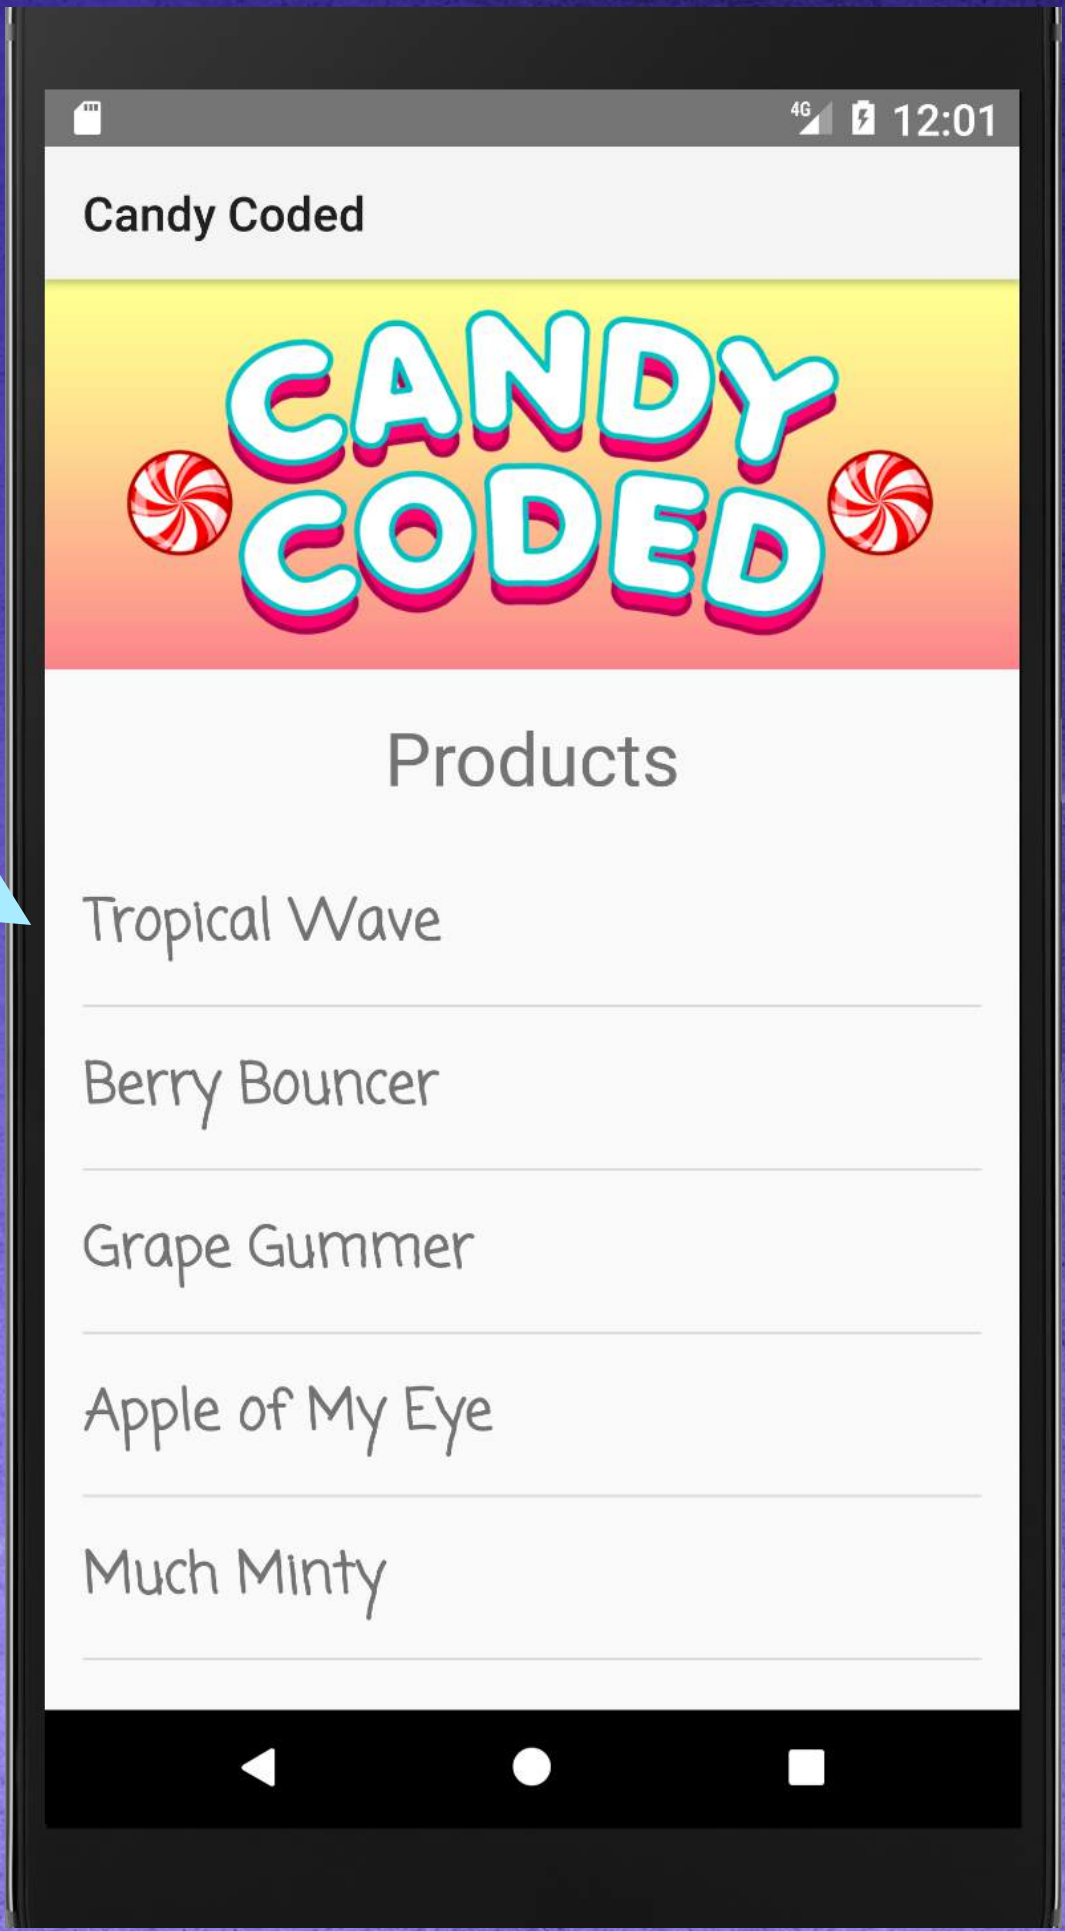 4G 12:01
Candy Coded
CANDY
CODED
Products
Tropical Wave
Berry Bouncer
Grape Gummer
Apple of My Eye
Much Minty